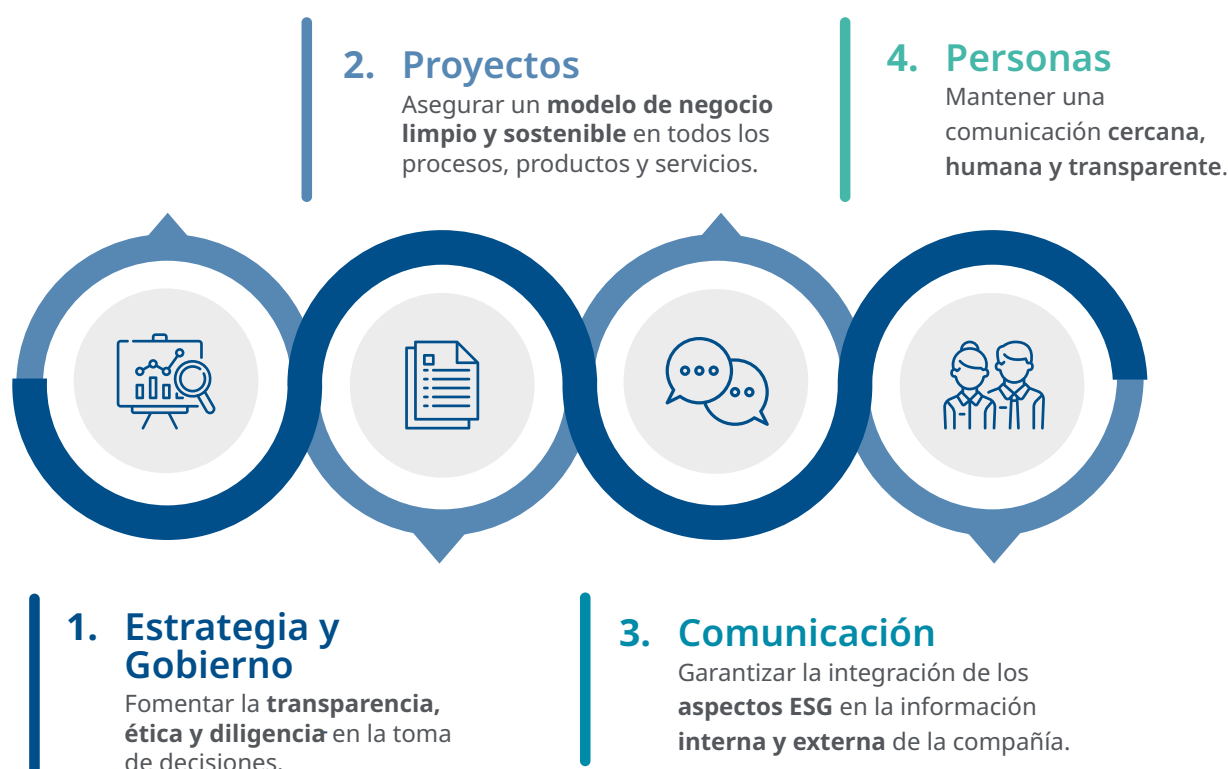 2. Proyectos
Asegurar un modelo de negocio
limpio y sostenible en todos los
procesos, productos y servicios.
4. Personas
Mantener una
comunicación cercana,
humana y transparente.
1. Estrategia y
Gobierno
Fomentar la transparencia,
ética y diligencia en la toma
de decisiones.
3. Comunicación
Garantizar la integración de los
aspectos ESG en la información
interna y externa de la compañía.